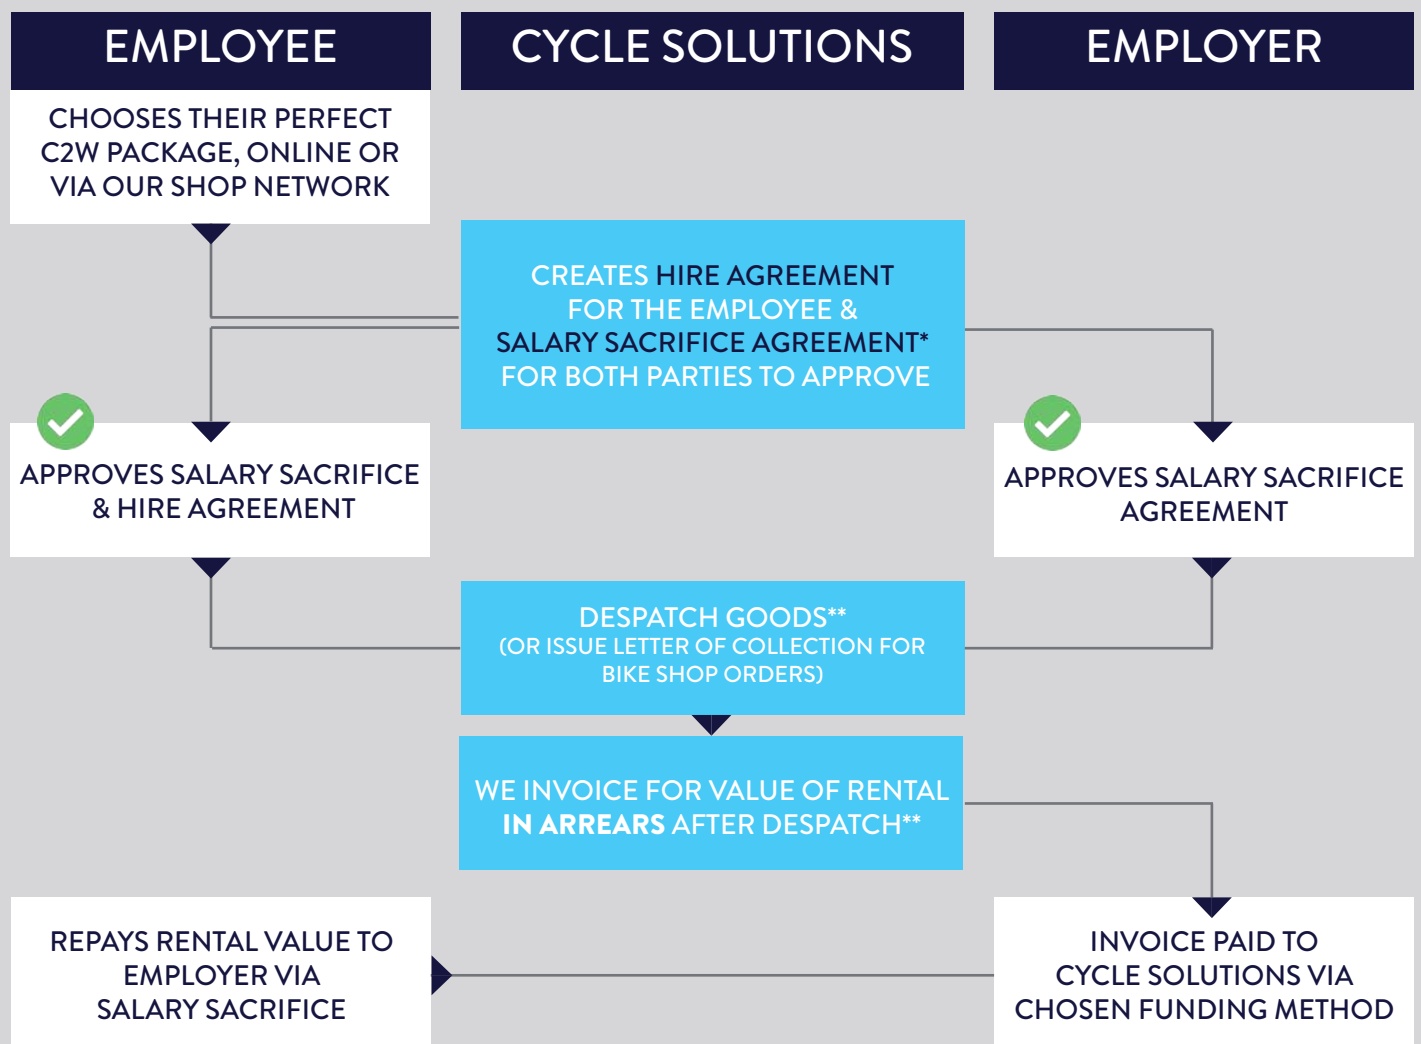 EMPLOYEE
CYCLE SOLUTIONS
EMPLOYER
CHOOSES THEIR PERFECT
C2W PACKAGE, ONLINE OR
VIA OUR SHOP NETWORK
CREATES HIRE AGREEMENT
FOR THE EMPLOYEE &
SALARY SACRIFICE AGREEMENT*
FOR BOTH PARTIES TO APPROVE
APPROVES SALARY SACRIFICE
& HIRE AGREEMENT
APPROVES SALARY SACRIFICE
AGREEMENT
DESPATCH GOODS**
(OR ISSUE LETTER OF COLLECTION FOR
BIKE SHOP ORDERS)
WE INVOICE FOR VALUE OF RENTAL
IN ARREARS AFTER DESPATCH**
REPAYS RENTAL VALUE TO
EMPLOYER VIA
SALARY SACRIFICE
INVOICE PAID TO
CYCLE SOLUTIONS VIA
CHOSEN FUNDING METHOD